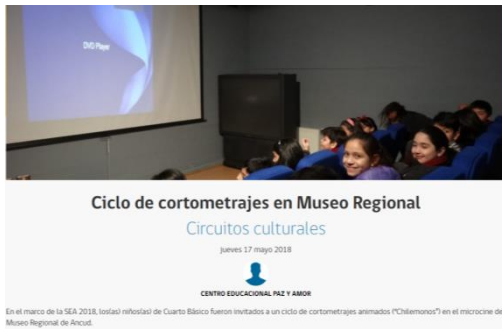 DVD Player
Ciclo de cortometrajes en Museo Regional
Circuitos culturales
jueves 17 mayo 2018
CENTRO EDUCACIONAL PAZ Y AMOR
En el marco de la SEA 2018, los(as) niños(as) de Cuarto Básico fueron invitados a un ciclo de cortometrajes animados ("Chilemonos") en el microcine de
Museo Regional de Ancud.